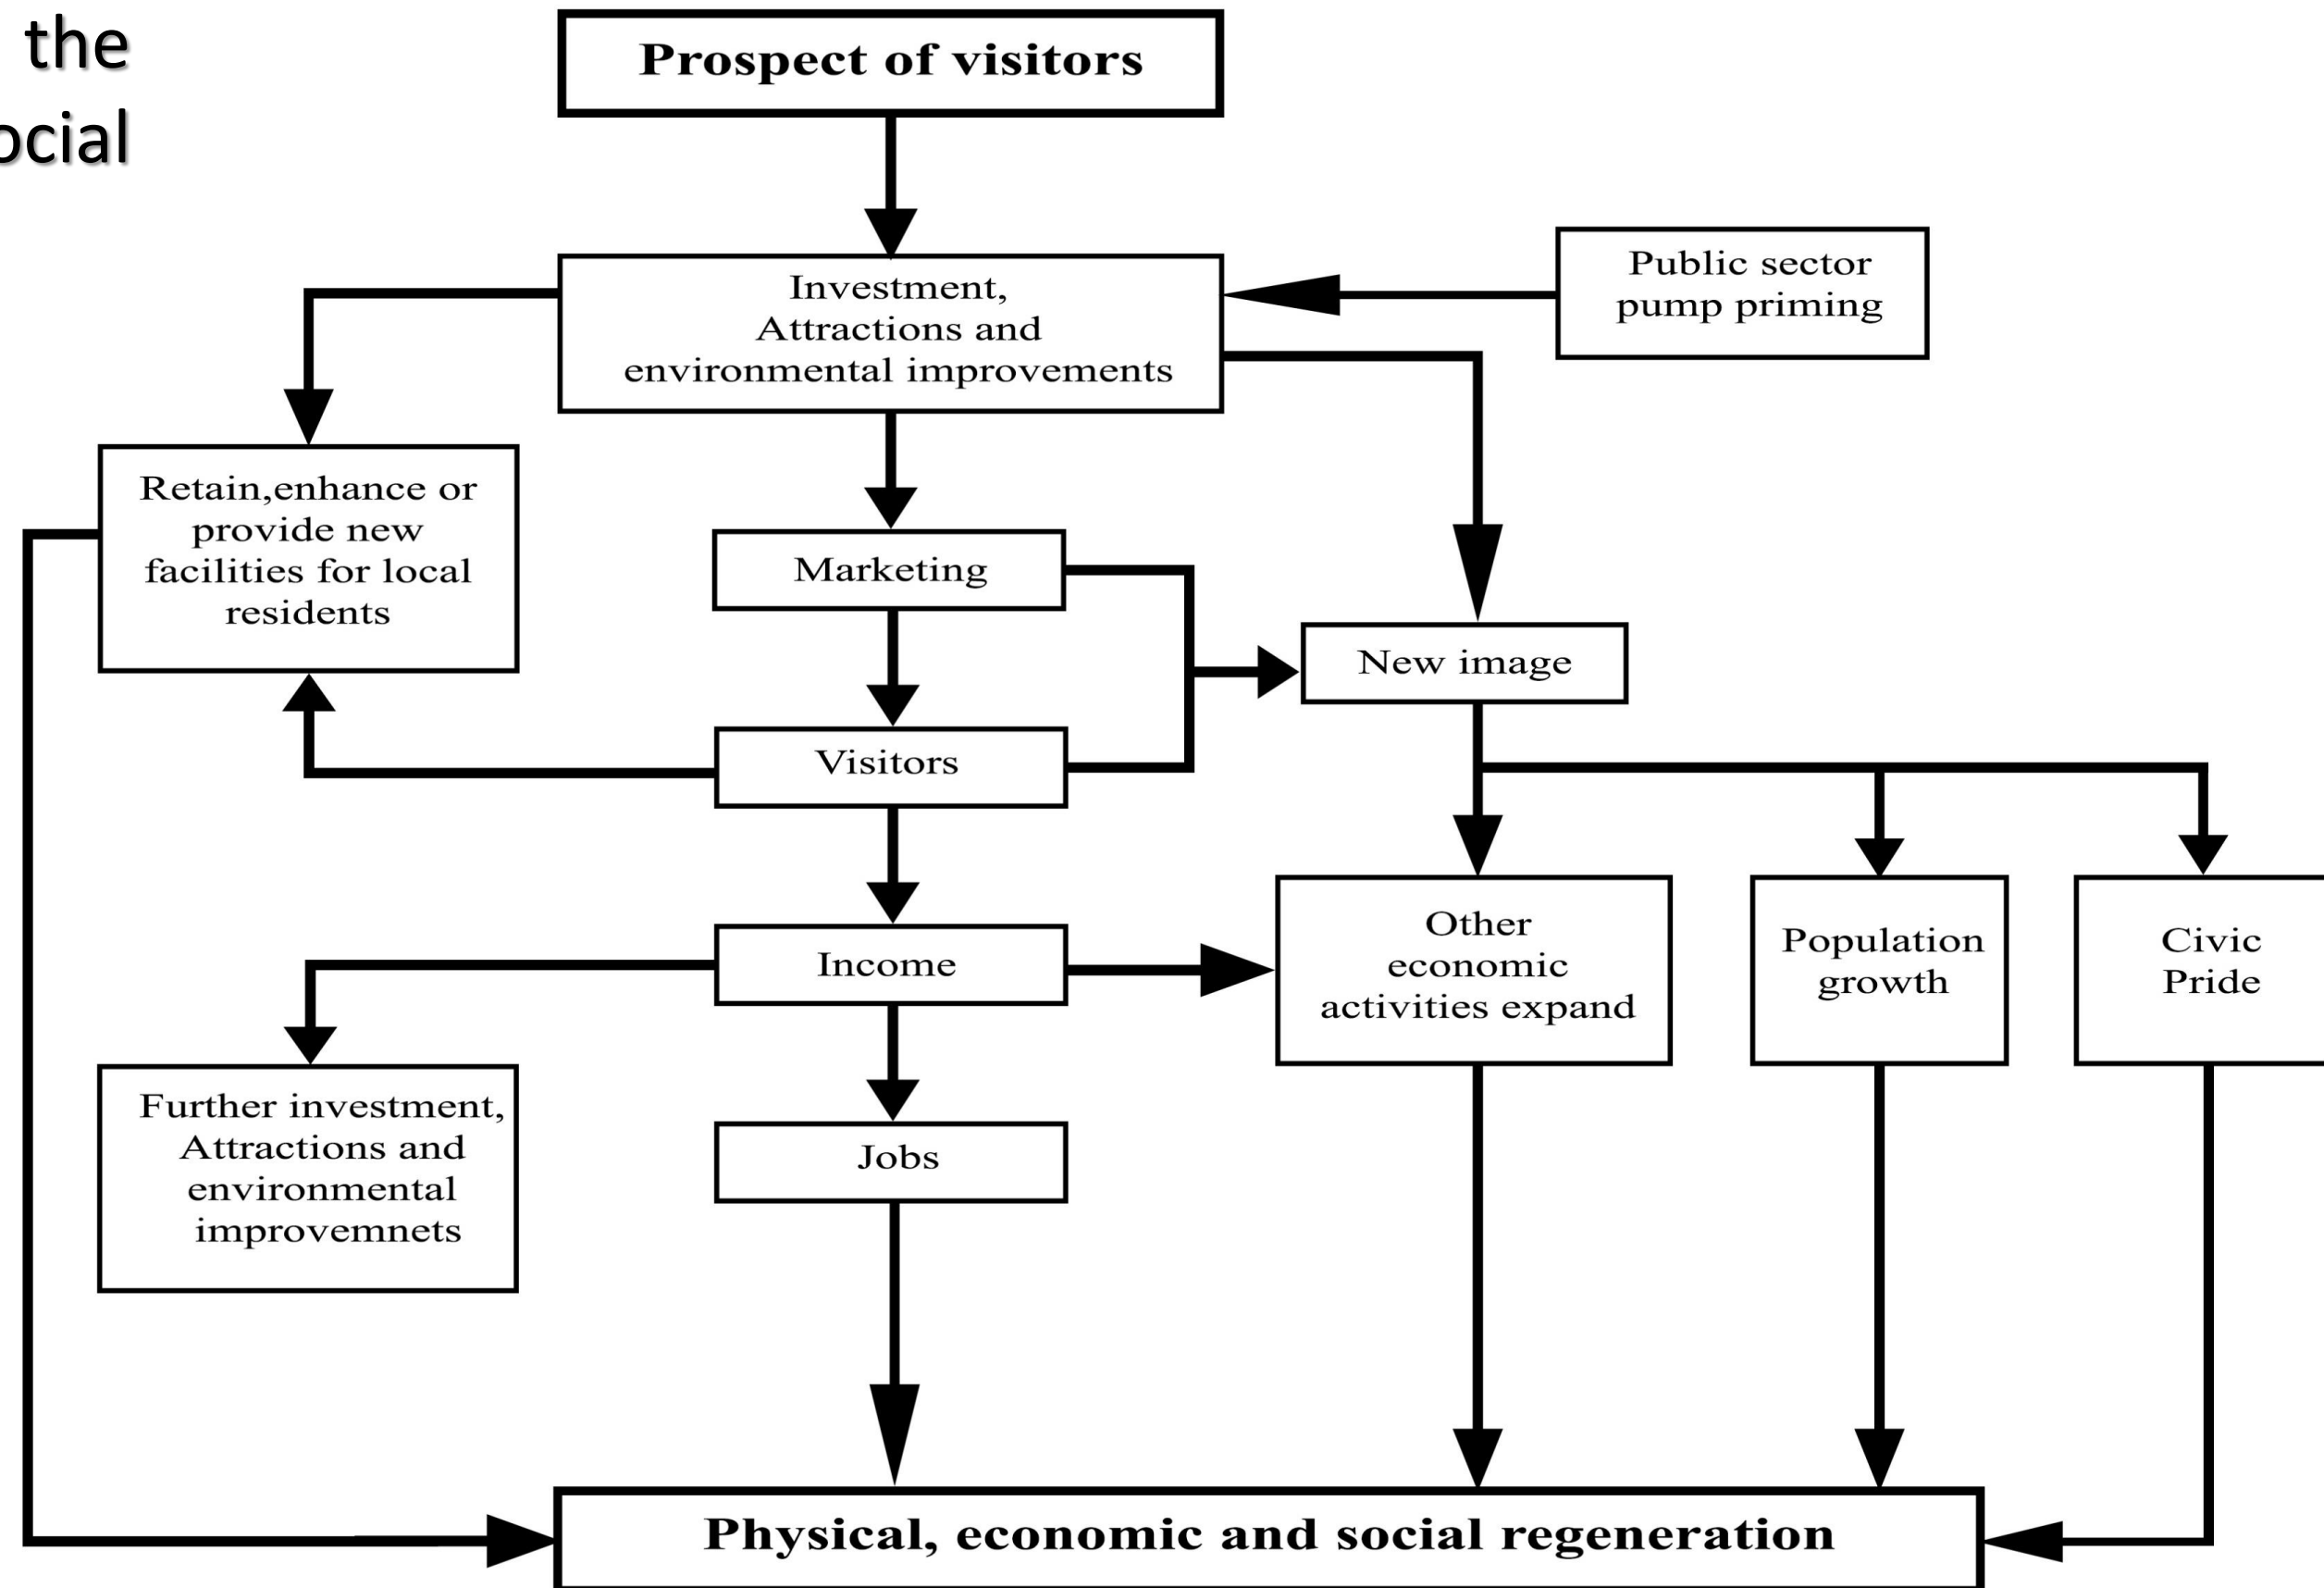 the
ocial
Prospect of visitors
Investment,
Attractions and
environmental improvements
Public sector
pump priming
Retain,enhance or
provide new
facilities for local
residents
Marketing
New image
Visitors
Income
Other
economic
activities expand
Population
growth
Civic
Pride
Further investment,
Attractions and
environmental
improvemnets
Jobs
Physical, economic and social regeneration